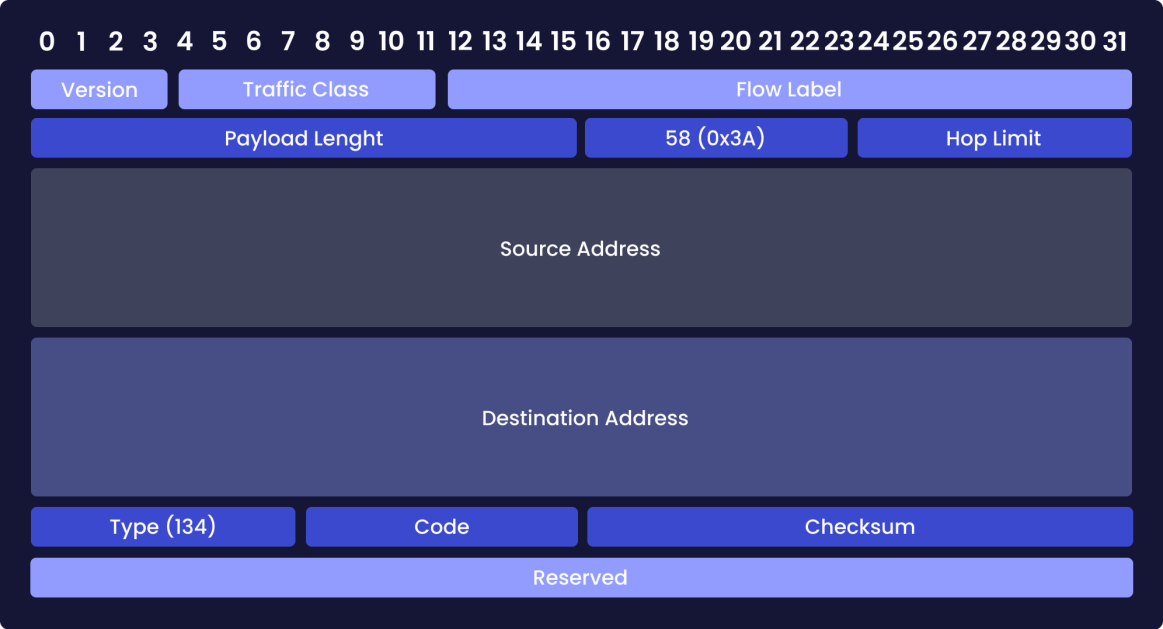 0 1 2 3 4 5 6 7 8 9 10 11 12 13 14 15 16 17 18 19 20 21 22 23 24 25 26 27 28 29 30 31
Version Traffic Class Flow Label
Payload Lenght 58 (0x3A) Hop Limit
Source Address
Destination Address
Type (134) Code Checksum
Reserved